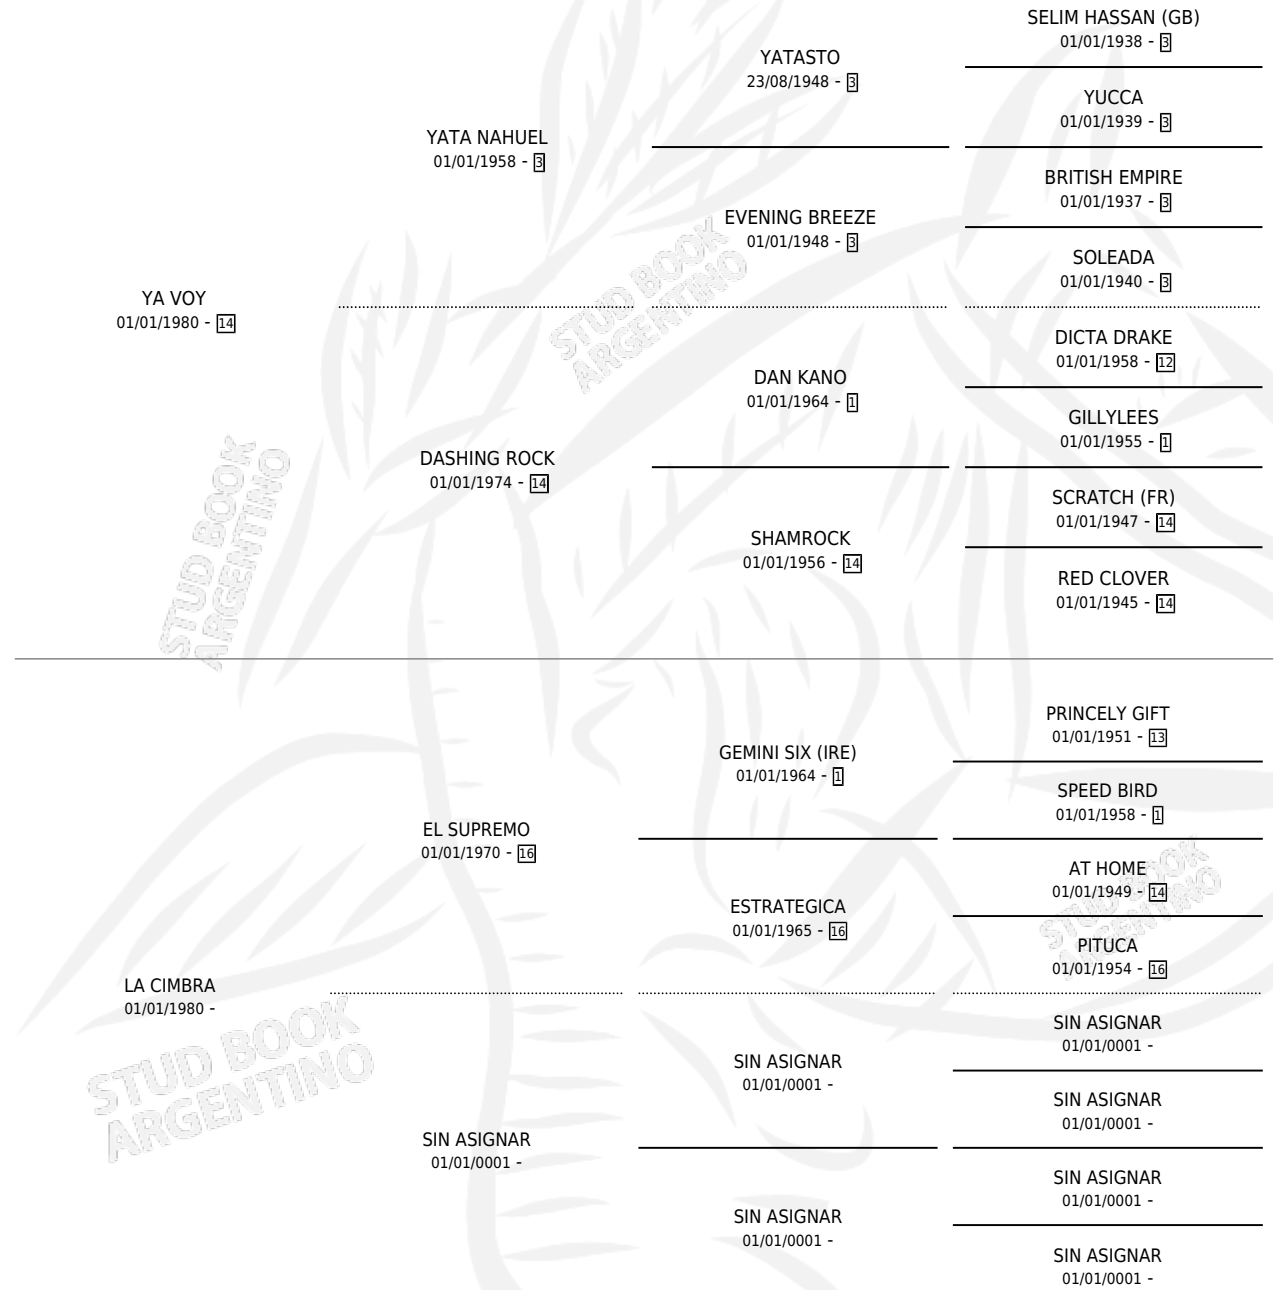 SELIM HASSAN (GB)
01/01/1938 - 3
YATASTO
23/08/1948 - 3
YUCCA
01/01/1939 - 3
YATA NAHUEL
01/01/1958 - 3
BRITISH EMPIRE
01/01/1937 - 3
EVENING BREEZE
01/01/1948 - 3
SOLEADA
01/01/1940 - 3
YA VOY
01/01/1980 - 14
DICTA DRAKE
01/01/1958 - 12
DAN KANO
01/01/1964 - 1
GILLYLEES
01/01/1955 - 1
DASHING ROCK
01/01/1974 - 14
SCRATCH (FR)
01/01/1947 - 14
SHAMROCK
01/01/1956 - 14
RED CLOVER
01/01/1945 - 14
STUD BOOK
ARGENTINO
STUD BOOK
ARGENTINO
PRINCELY GIFT
01/01/1951 - 13
GEMINI SIX (IRE)
01/01/1964 - 1
SPEED BIRD
01/01/1958 - 1
EL SUPREMO
01/01/1970 - 16
AT HOME
01/01/1949 - 14
ESTRATEGICA
01/01/1965 - 16
PITUCA
01/01/1954 - 16
STUD BOOK
ARGENTINO
LA CIMBRA
01/01/1980 -
SIN ASIGNAR
01/01/0001 -
SIN ASIGNAR
01/01/0001 -
SIN ASIGNAR
01/01/0001 -
SIN ASIGNAR
01/01/0001 -
SIN ASIGNAR
01/01/0001 -
SIN ASIGNAR
01/01/0001 -
SIN ASIGNAR
01/01/0001 -
STUD BOOK
ARGENTINO